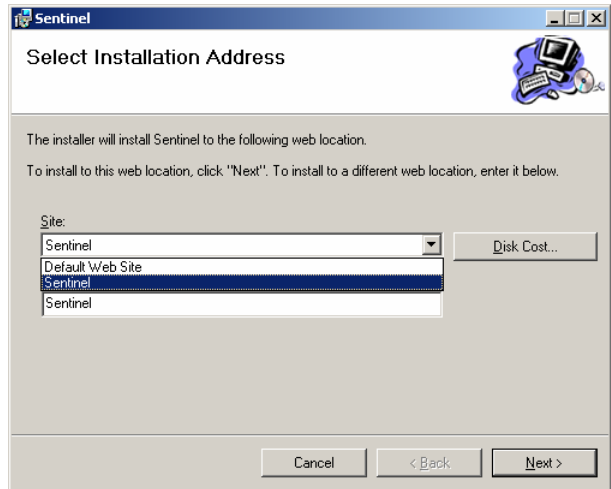 Sentinel
Select Installation Address
The installer will install Sentinel to the following web location.
To install to this web location, click "Next". To install to a different web location, enter it below.
Site:
Sentinel
Disk Cost...
Default Web Site
Sentinel
Sentinel
Cancel
< Back
Next >